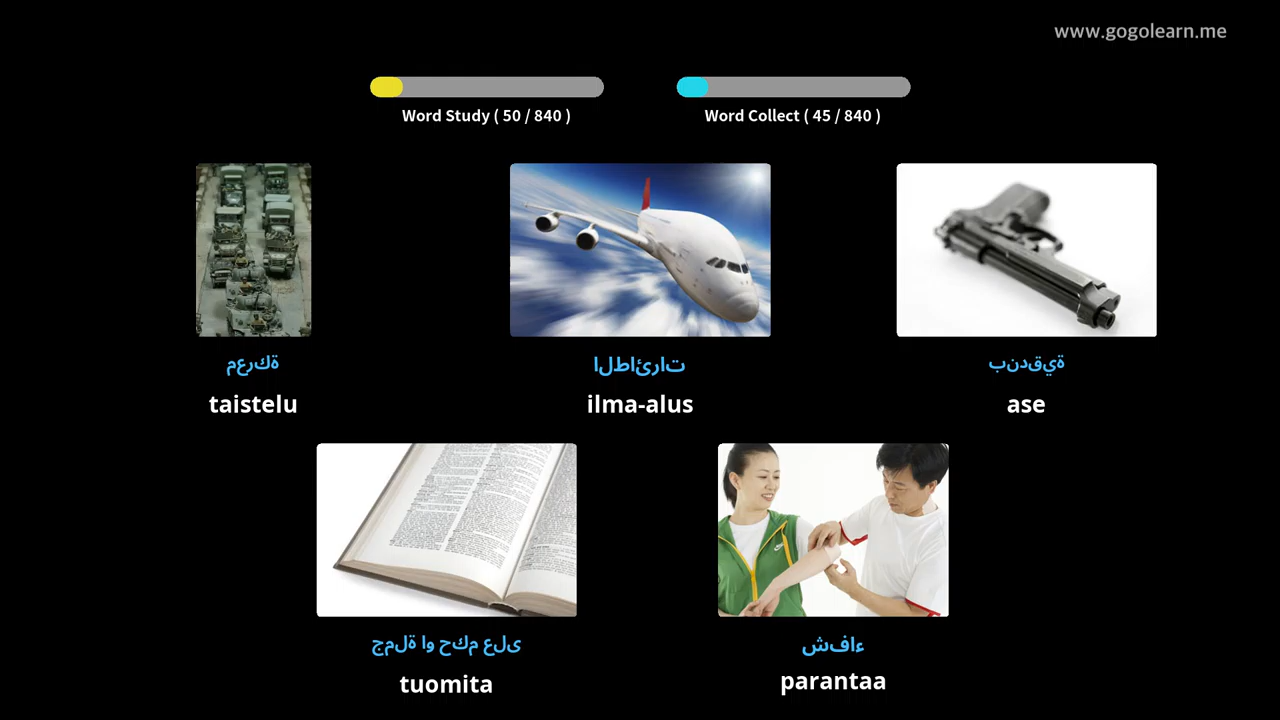 www.gogolearn.me
Word Study ( 50 / 840 )
Word Collect ( 45 / 840 )
معركة
الطائرات
بندقية
taistelu
ilma-alus
ase
جملة او حكم على
شفاء
tuomita
parantaa